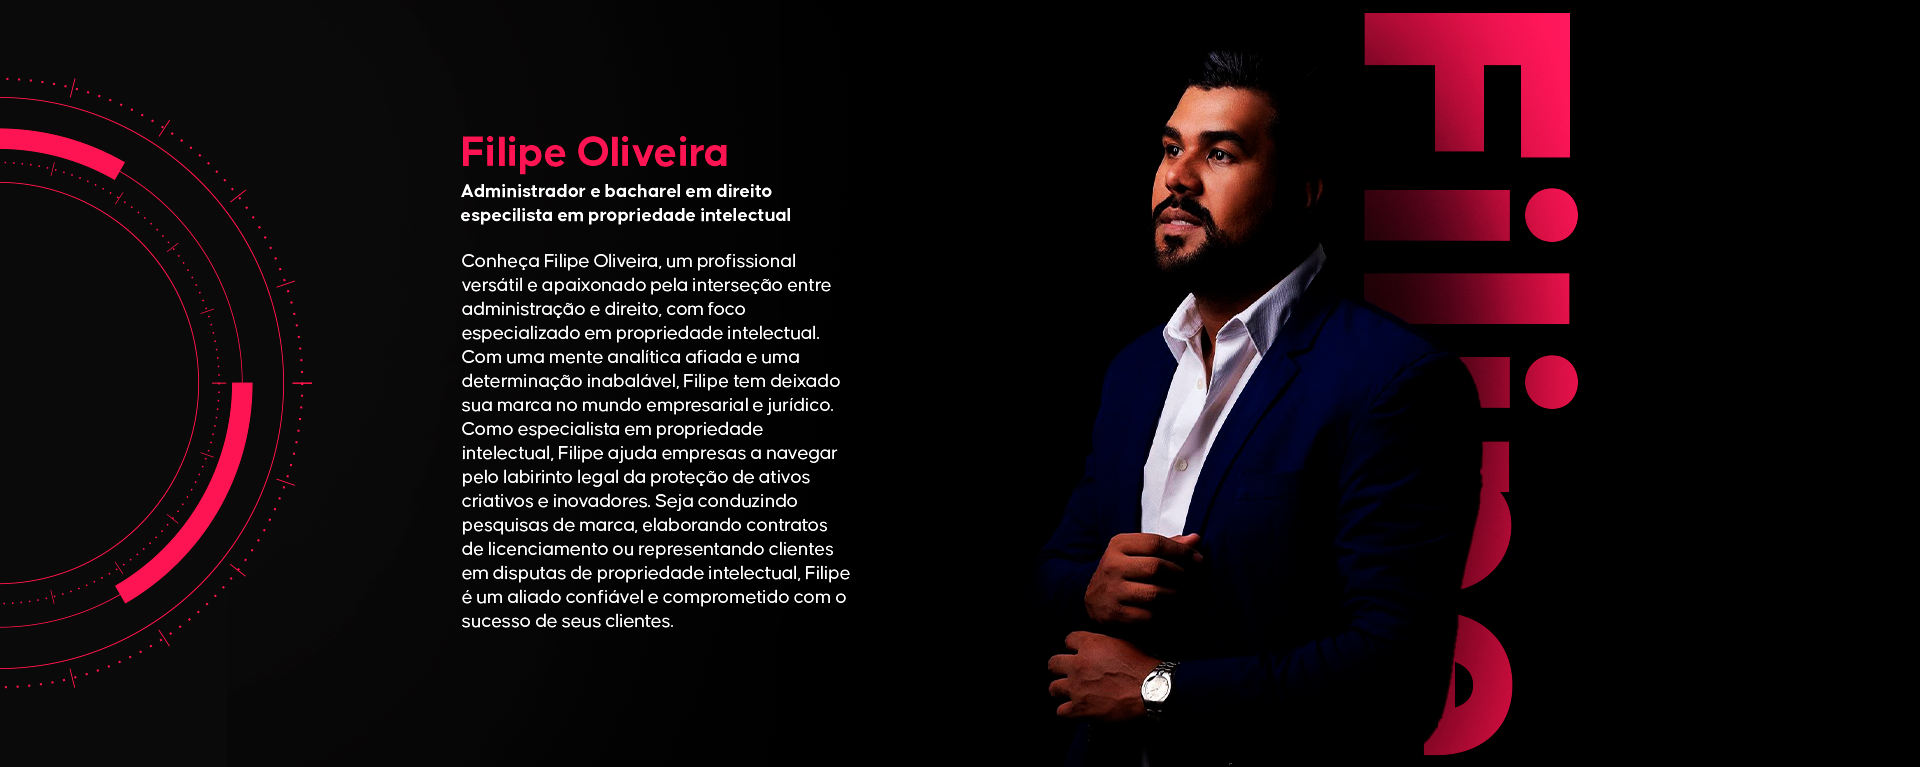 Filipe Oliveira
Administrador e bacharel em direito
especilista em propriedade intelectual
Conheça Filipe Oliveira, um profissional
versátil e apaixonado pela interseção entre
administração e direito, com foco
especializado em propriedade intelectual.
Com uma mente analítica afiada e uma
determinação inabalável, Filipe tem deixado
sua marca no mundo empresarial e jurídico.
Como especialista em propriedade
intelectual, Filipe ajuda empresas a navegar
pelo labirinto legal da proteção de ativos
criativos e inovadores. Seja conduzindo
pesquisas de marca, elaborando contratos
de licenciamento ou representando clientes
em disputas de propriedade intelectual, Filipe
é um aliado confiável e comprometido com o
sucesso de seus clientes.
Filipe